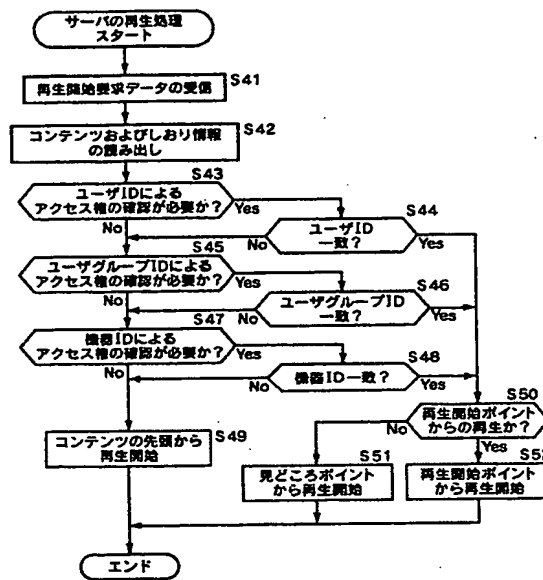 サーバの再生処理
スタート
S41
再生開始要求データの受信
S42
コンテンツおよびしおり情報
の読み出し
S43
ユーザIDによる
アクセス権の確認が必要か?
Yes
No
S44
ユーザID
一致?
No
Yes
S45
ユーザグループIDによる
アクセス権の確認が必要か?
Yes
No
S46
ユーザグループID
一致?
No
Yes
S47
機器IDによる
アクセス権の確認が必要か?
Yes
No
S48
機器ID一致?
No
Yes
S49
コンテンツの先頭から
再生開始
S50
再生開始ポイント
からの再生か?
No
Yes
S51
見どころポイント
から再生開始
S52
再生開始ポイント
から再生開始
エンド